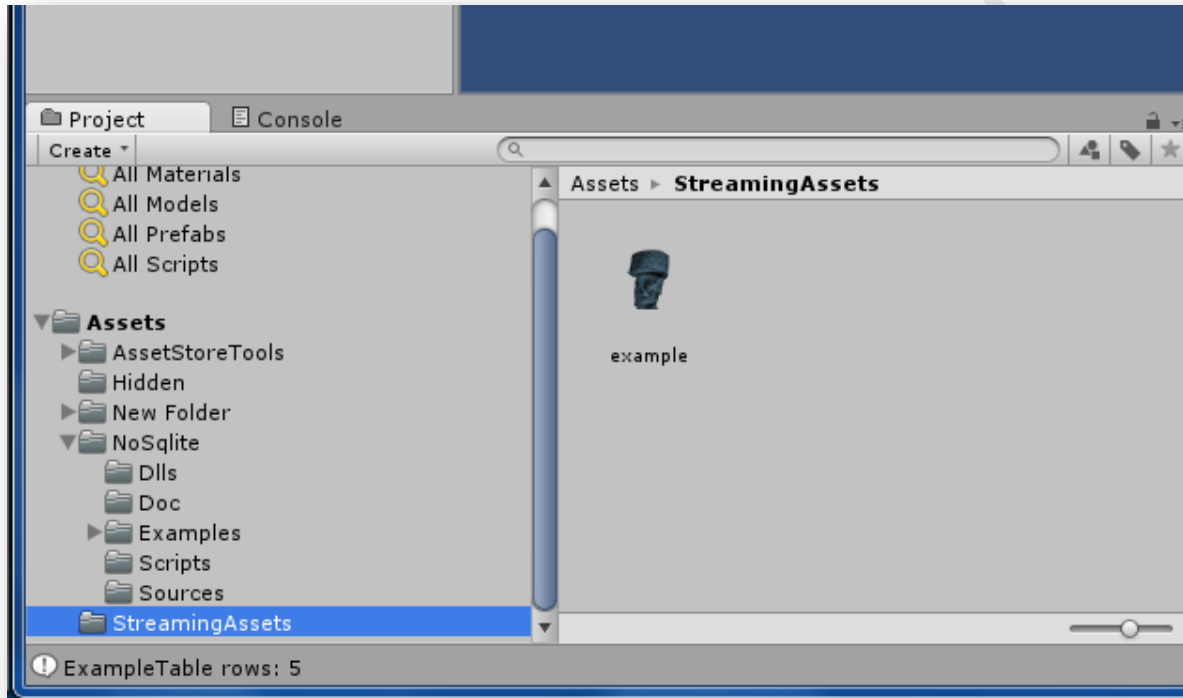 Project
Console
Create
All Materials
All Models
All Prefabs
All Scripts
Assets
AssetStoreTools
Hidden
New Folder
NoSqlite
Dlls
Doc
Examples
Scripts
Sources
StreamingAssets
Assets ▸ StreamingAssets
example
ExampleTable rows: 5